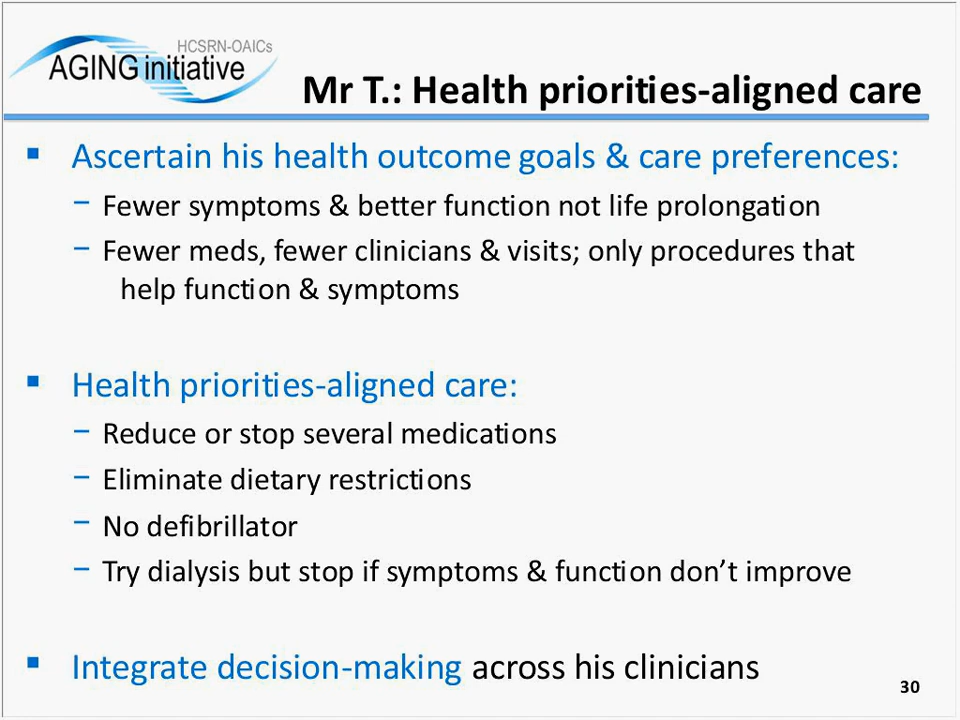 HCSRN-OAICs
AGING initiative
Mr T.: Health priorities-aligned care
▪ Ascertain his health outcome goals & care preferences:
− Fewer symptoms & better function not life prolongation
− Fewer meds, fewer clinicians & visits; only procedures that
help function & symptoms
▪ Health priorities-aligned care:
− Reduce or stop several medications
− Eliminate dietary restrictions
− No defibrillator
− Try dialysis but stop if symptoms & function don’t improve
▪ Integrate decision-making across his clinicians
30